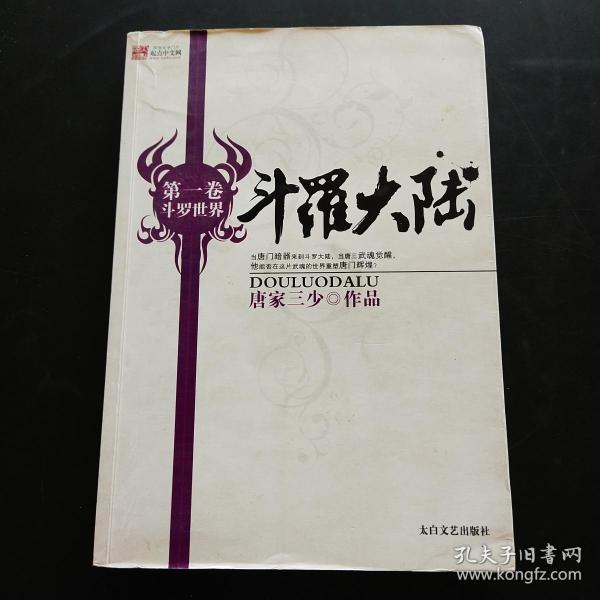 起点中文网
第一卷
斗罗世界
斗羅大陆
当唐门暗器来到斗罗大陆，当唐三武魂觉醒，
他能否在这片武魂的世界重塑唐门辉煌？
DOULUODALU
唐家三少◎作品
太白文艺出版社
孔夫子旧书网
www.kongfz.com